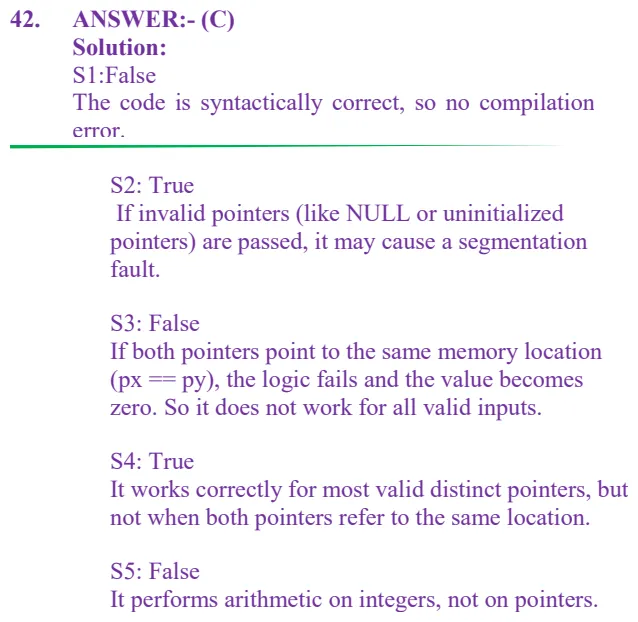 42. ANSWER:- (C)
Solution:
S1:False
The code is syntactically correct, so no compilation
error.
S2: True
If invalid pointers (like NULL or uninitialized
pointers) are passed, it may cause a segmentation
fault.
S3: False
If both pointers point to the same memory location
(px == py), the logic fails and the value becomes
zero. So it does not work for all valid inputs.
S4: True
It works correctly for most valid distinct pointers, but
not when both pointers refer to the same location.
S5: False
It performs arithmetic on integers, not on pointers.